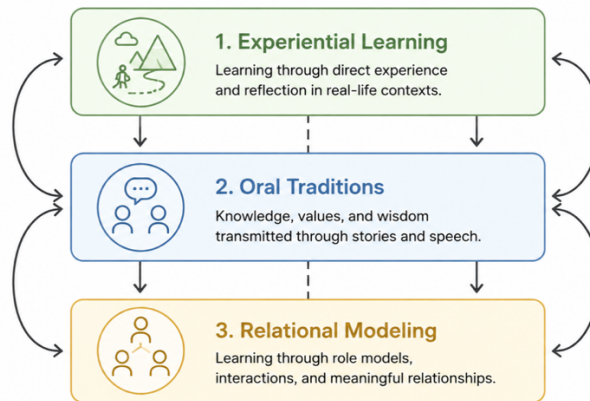 1. Experiential Learning
Learning through direct experience
and reflection in real-life contexts.
2. Oral Traditions
Knowledge, values, and wisdom
transmitted through stories and speech.
3. Relational Modeling
Learning through role models,
interactions, and meaningful relationships.